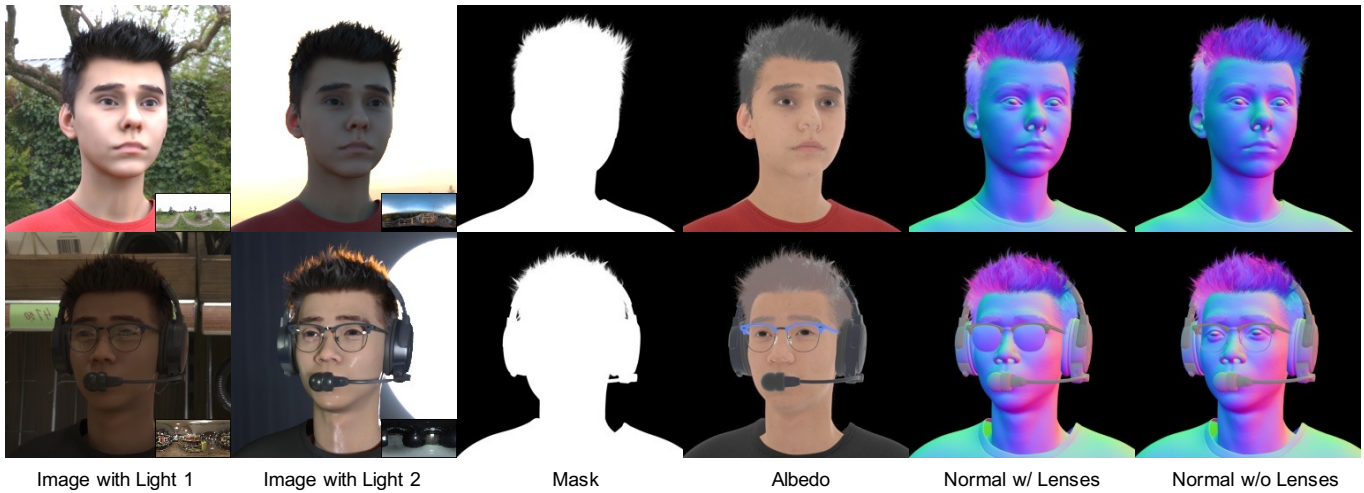 Image with Light 1
Image with Light 2
Mask
Albedo
Normal w/ Lenses
Normal w/o Lenses